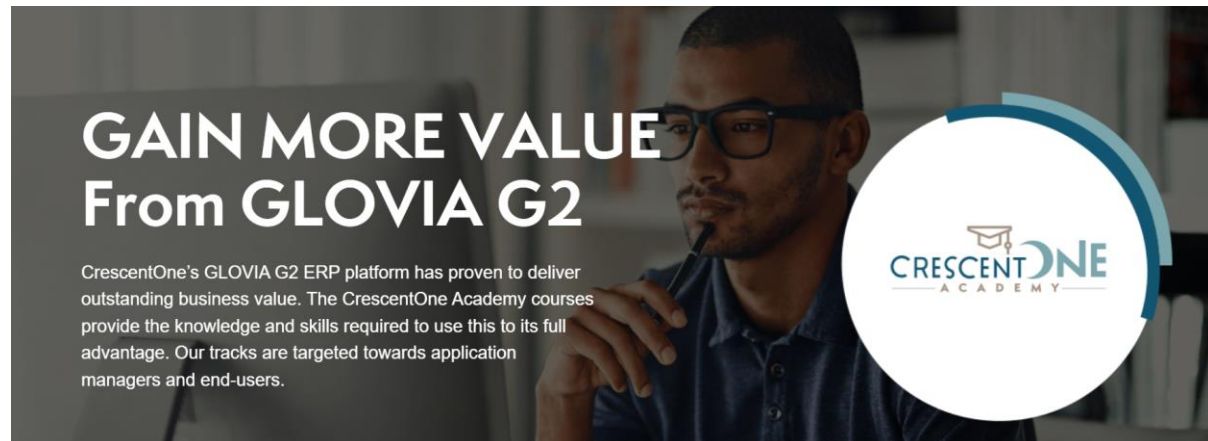 GAIN MORE VALUE
From GLOVIA G2
CrescentOne's GLOVIA G2 ERP platform has proven to deliver
outstanding business value. The CrescentOne Academy courses
provide the knowledge and skills required to use this to its full
advantage. Our tracks are targeted towards application
managers and end-users.
CRESCENT ONE
ACADEMY